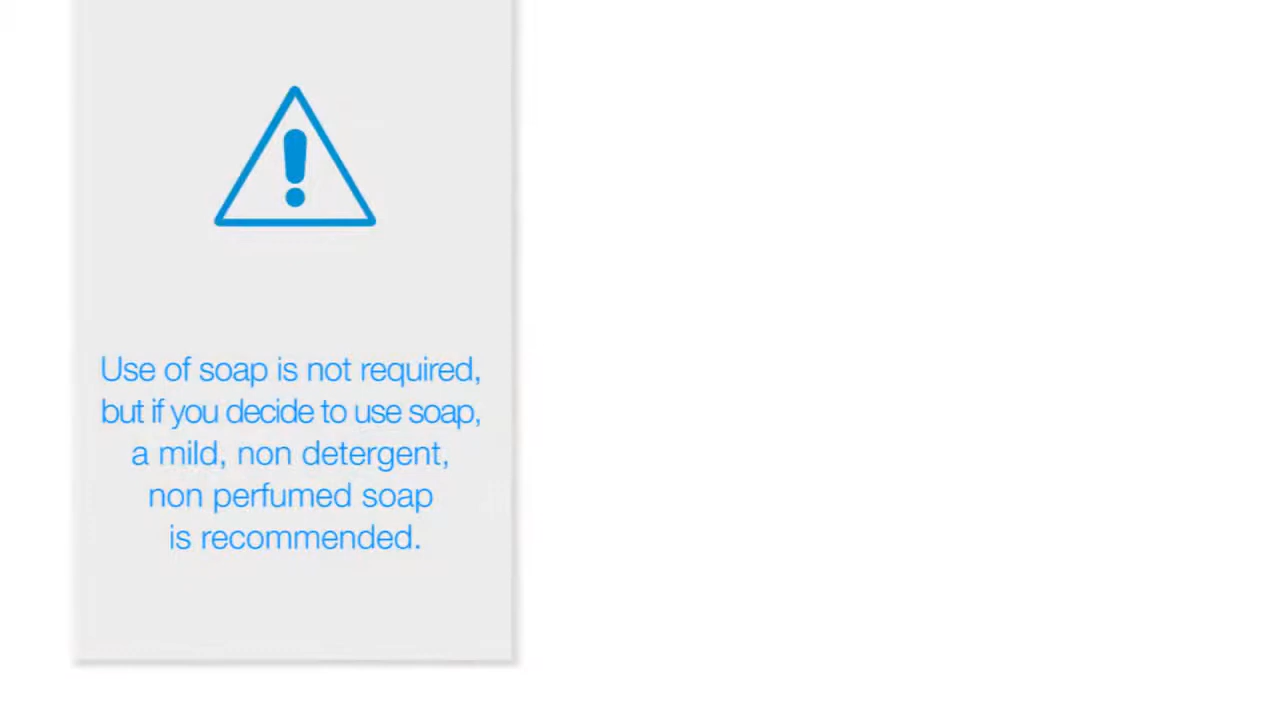 Use of soap is not required,
but if you decide to use soap,
a mild, non detergent,
non perfumed soap
is recommended.